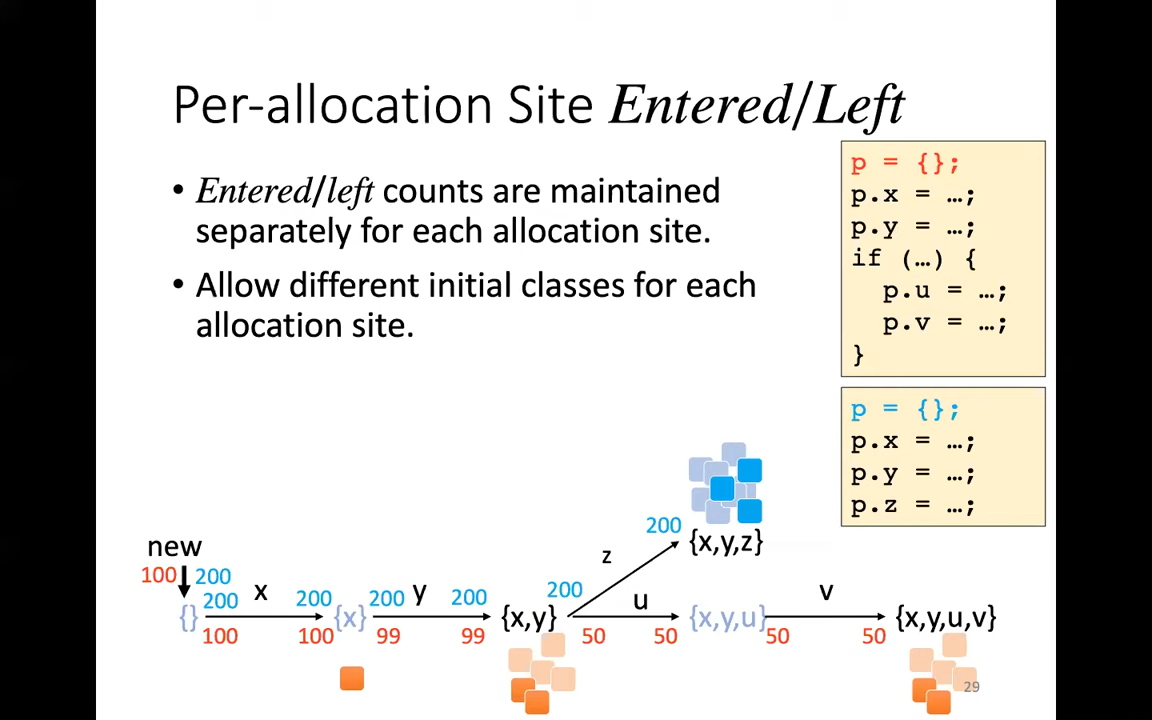 Per-allocation Site Entered/Left
• Entered/left counts are maintained
separately for each allocation site.
• Allow different initial classes for each
allocation site.
p = {};
p.x = …;
p.y = …;
if (…) {
p.u = …;
p.v = …;
}
p = {};
p.x = …;
p.y = …;
p.z = …;
200 {x,y,z}
z
new
100 200
200 x 200 200 y 200 200 u v
{} {x} {x,y} {x,y,u} {x,y,u,v}
100 100 99 99 50 50 50 50
29